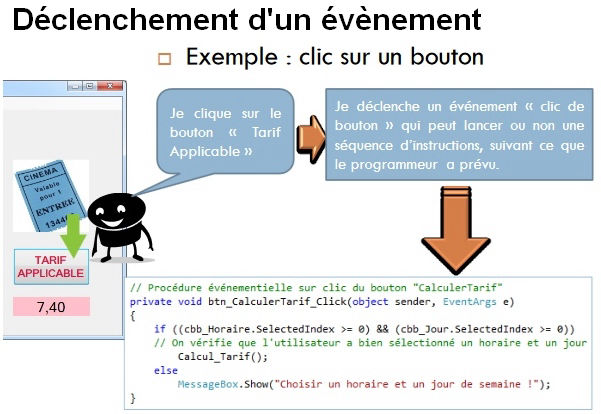 Déclenchement d'un évènement
Exemple : clic sur un bouton
Je clique sur le
bouton « Tarif
Applicable »
Je déclenche un événement « clic de
bouton » qui peut lancer ou non une
séquence d'instructions, suivant ce que
le programmeur a prévu.
CINEMA
Valable
pour 1
ENTREE
TARIF
APPLICABLE
7,40
// Procédure événementielle sur clic du bouton "CalculerTarif"
private void btn_CalculerTarif_Click(object sender, EventArgs e)
{
if ((cbb_Horaire.SelectedIndex >= 0) && (cbb_Jour.SelectedIndex >= 0))
// On vérifie que l'utilisateur a bien sélectionné un horaire et un jour
Calcul_Tarif();
else
MessageBox.Show("Choisir un horaire et un jour de semaine !");
}